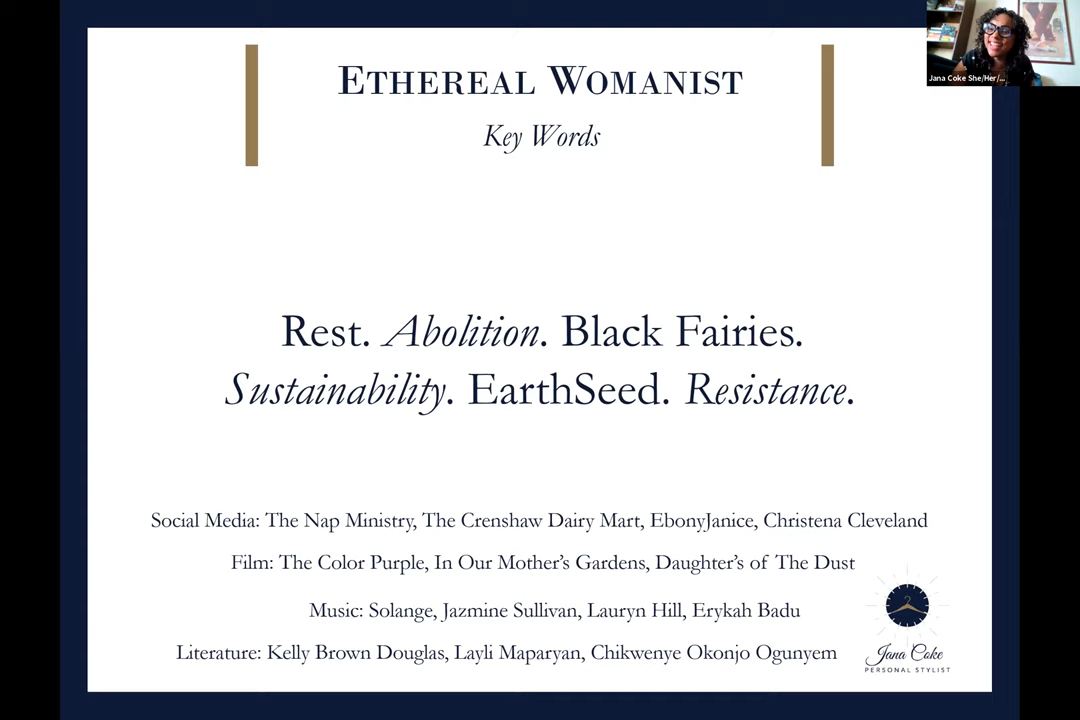 Ethereal Womanist
Key Words
Jana Coke She/Her/...
Rest. Abolition. Black Fairies.
Sustainability. EarthSeed. Resistance.
Social Media: The Nap Ministry, The Crenshaw Dairy Mart, EbonyJanice, Christena Cleveland
Film: The Color Purple, In Our Mother’s Gardens, Daughter’s of The Dust
Music: Solange, Jazmine Sullivan, Lauryn Hill, Erykah Badu
Literature: Kelly Brown Douglas, Layli Maparyan, Chikwenye Okonjo Ogunyem
Jana Coke
PERSONAL STYLIST